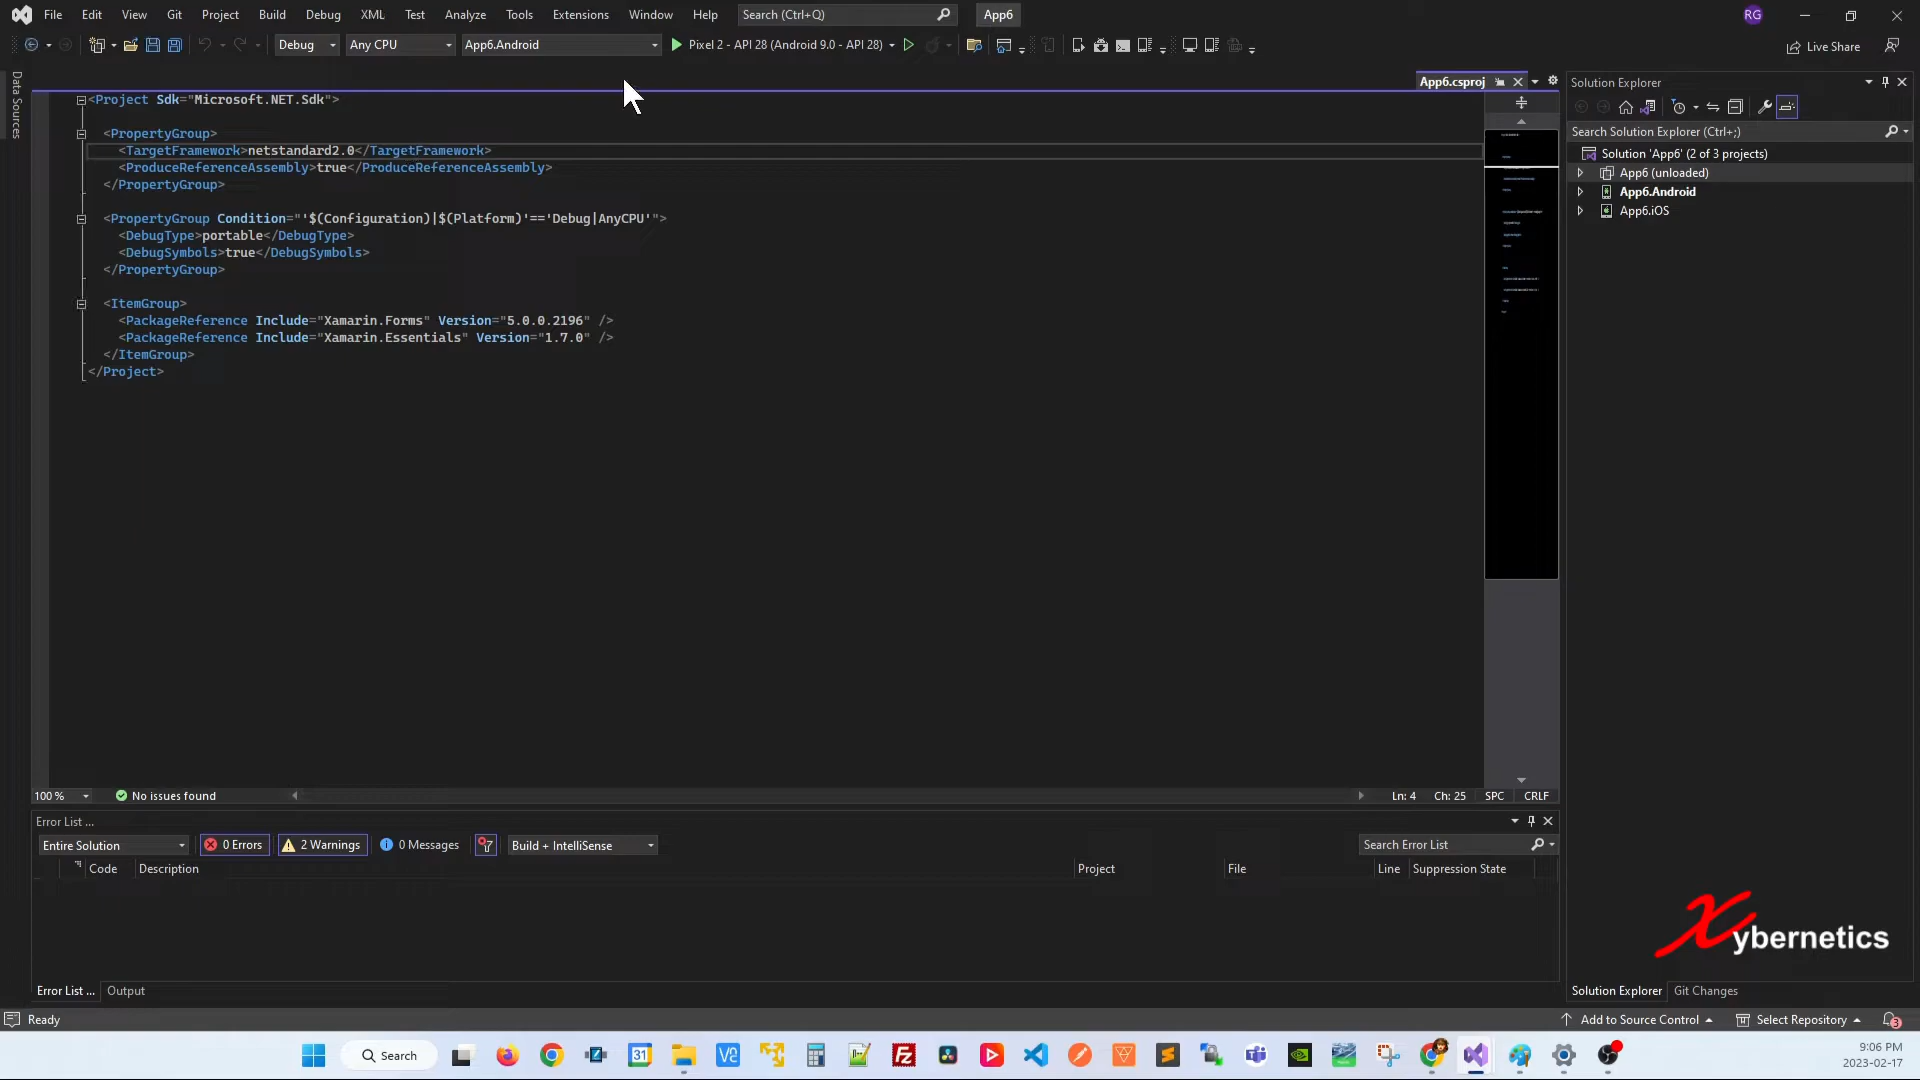 File Edit View Git Project Build Debug XML Test Analyze Tools Extensions Window Help Search (Ctrl+Q) App6 RG
Debug Any CPU App6.Android Pixel 2 - API 28 (Android 9.0 - API 28) Live Share
Data Sources
App6.csproj
<Project Sdk="Microsoft.NET.Sdk">
<PropertyGroup>
<TargetFramework>netstandard2.0</TargetFramework>
<ProduceReferenceAssembly>true</ProduceReferenceAssembly>
</PropertyGroup>
<PropertyGroup Condition="'$(Configuration)|$(Platform)'=='Debug|AnyCPU'">
<DebugType>portable</DebugType>
<DebugSymbols>true</DebugSymbols>
</PropertyGroup>
<ItemGroup>
<PackageReference Include="Xamarin.Forms" Version="5.0.0.2196" />
<PackageReference Include="Xamarin.Essentials" Version="1.7.0" />
</ItemGroup>
</Project>
100 % No issues found Ln: 4 Ch: 25 SPC CRLF
Solution Explorer
Search Solution Explorer (Ctrl+;)
Solution 'App6' (2 of 3 projects)
App6 (unloaded)
App6.Android
App6.iOS
Error List ...
Entire Solution 0 Errors 2 Warnings 0 Messages Build + IntelliSense Search Error List
Code Description Project File Line Suppression State
Xybernetics
Error List ... Output
Solution Explorer Git Changes
Ready Add to Source Control Select Repository 3
Search
31
9:06 PM
2023-02-17